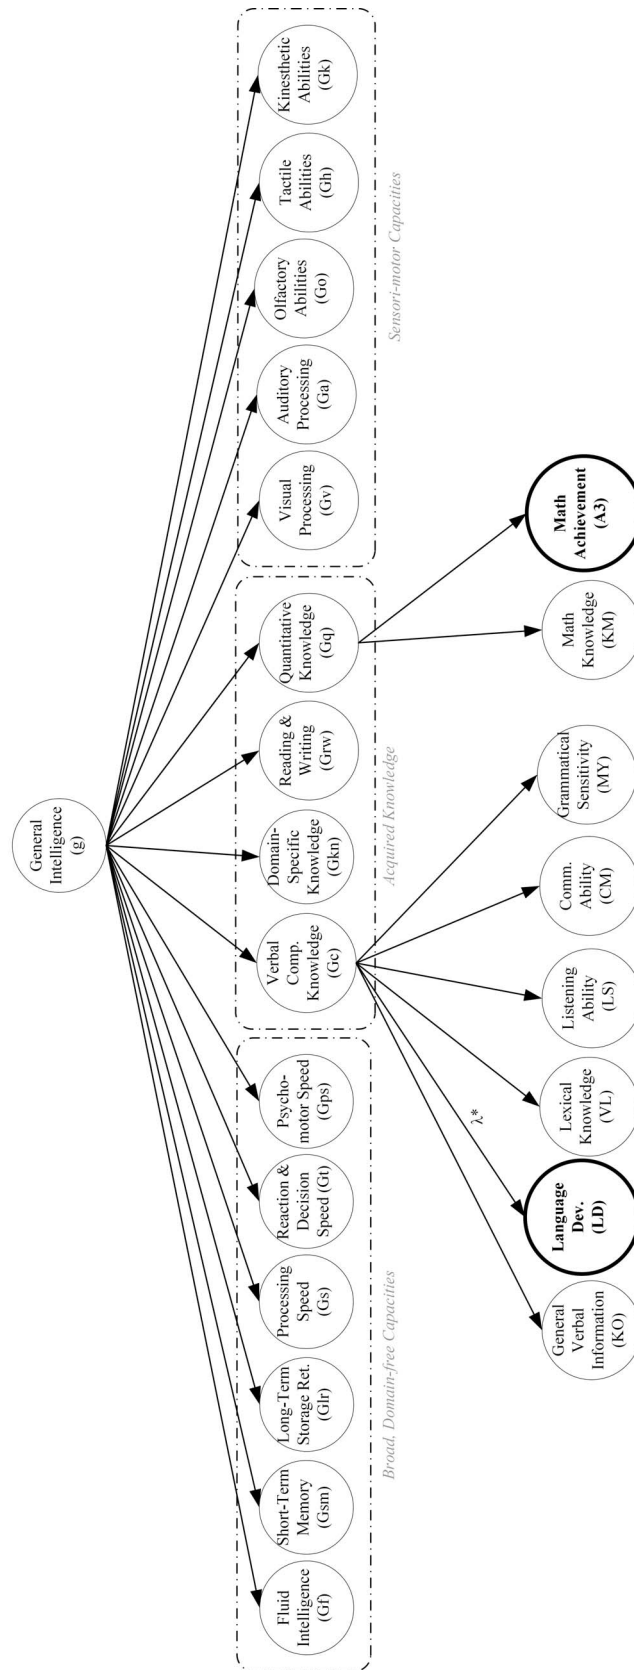 General
Intelligence
(g)
Fluid
Intelligence
(Gf)
Short-Term
Memory
(Gsm)
Long-Term
Storage Ret.
(Glr)
Processing
Speed
(Gs)
Reaction &
Decision
Speed (Gt)
Psycho-
motor Speed
(Gps)
Verbal
Comp.
Knowledge
(Gc)
Domain-
Specific
Knowledge
(Gkn)
Reading &
Writing
(Grw)
Quantitative
Knowledge
(Gq)
Visual
Processing
(Gv)
Auditory
Processing
(Ga)
Olfactory
Abilities
(Go)
Tactile
Abilities
(Gh)
Kinesthetic
Abilities
(Gk)
Broad, Domain-free Capacities
Acquired Knowledge
Sensori-motor Capacities
λ*
General
Verbal
Information
(KO)
Language
Dev.
(LD)
Lexical
Knowledge
(VL)
Listening
Ability
(LS)
Comm.
Ability
(CM)
Grammatical
Sensitivity
(MY)
Math
Knowledge
(KM)
Math
Achievement
(A3)